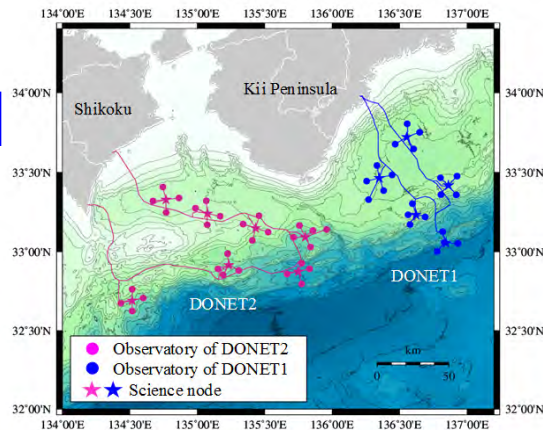 134°00'E 134°30'E 135°00'E 135°30'E 136°00'E 136°30'E 137°00'E
34°00'N 34°00'N
33°30'N 33°30'N
33°00'N 33°00'N
32°30'N 32°30'N
32°00'N 32°00'N
Kii Peninsula
Shikoku
DONET1
DONET2
Observatory of DONET2
Observatory of DONET1
Science node
km
0 50
134°00'E 134°30'E 135°00'E 135°30'E 136°00'E 136°30'E 137°00'E